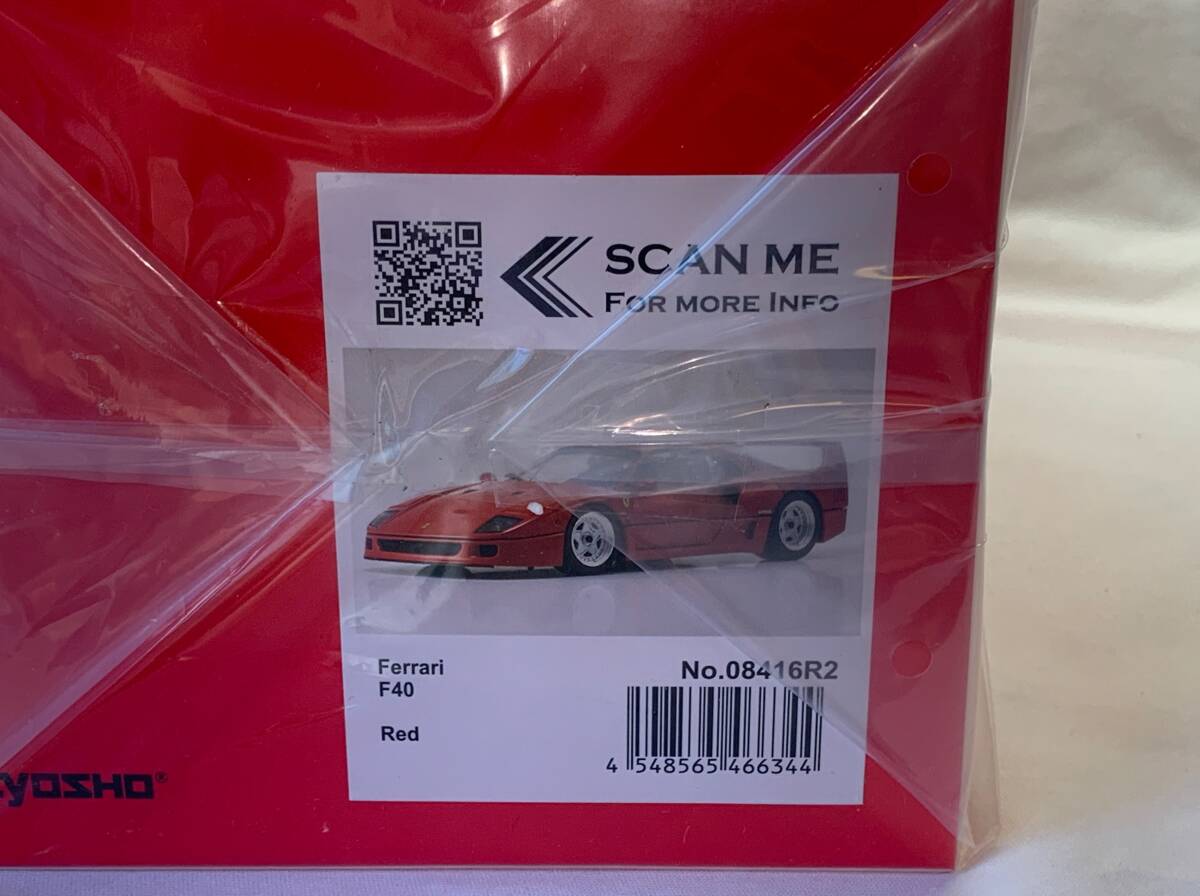 SCAN ME
FOR MORE INFO
Ferrari
F40
Red
No.08416R2
4 548565 466344
KYOSHO®